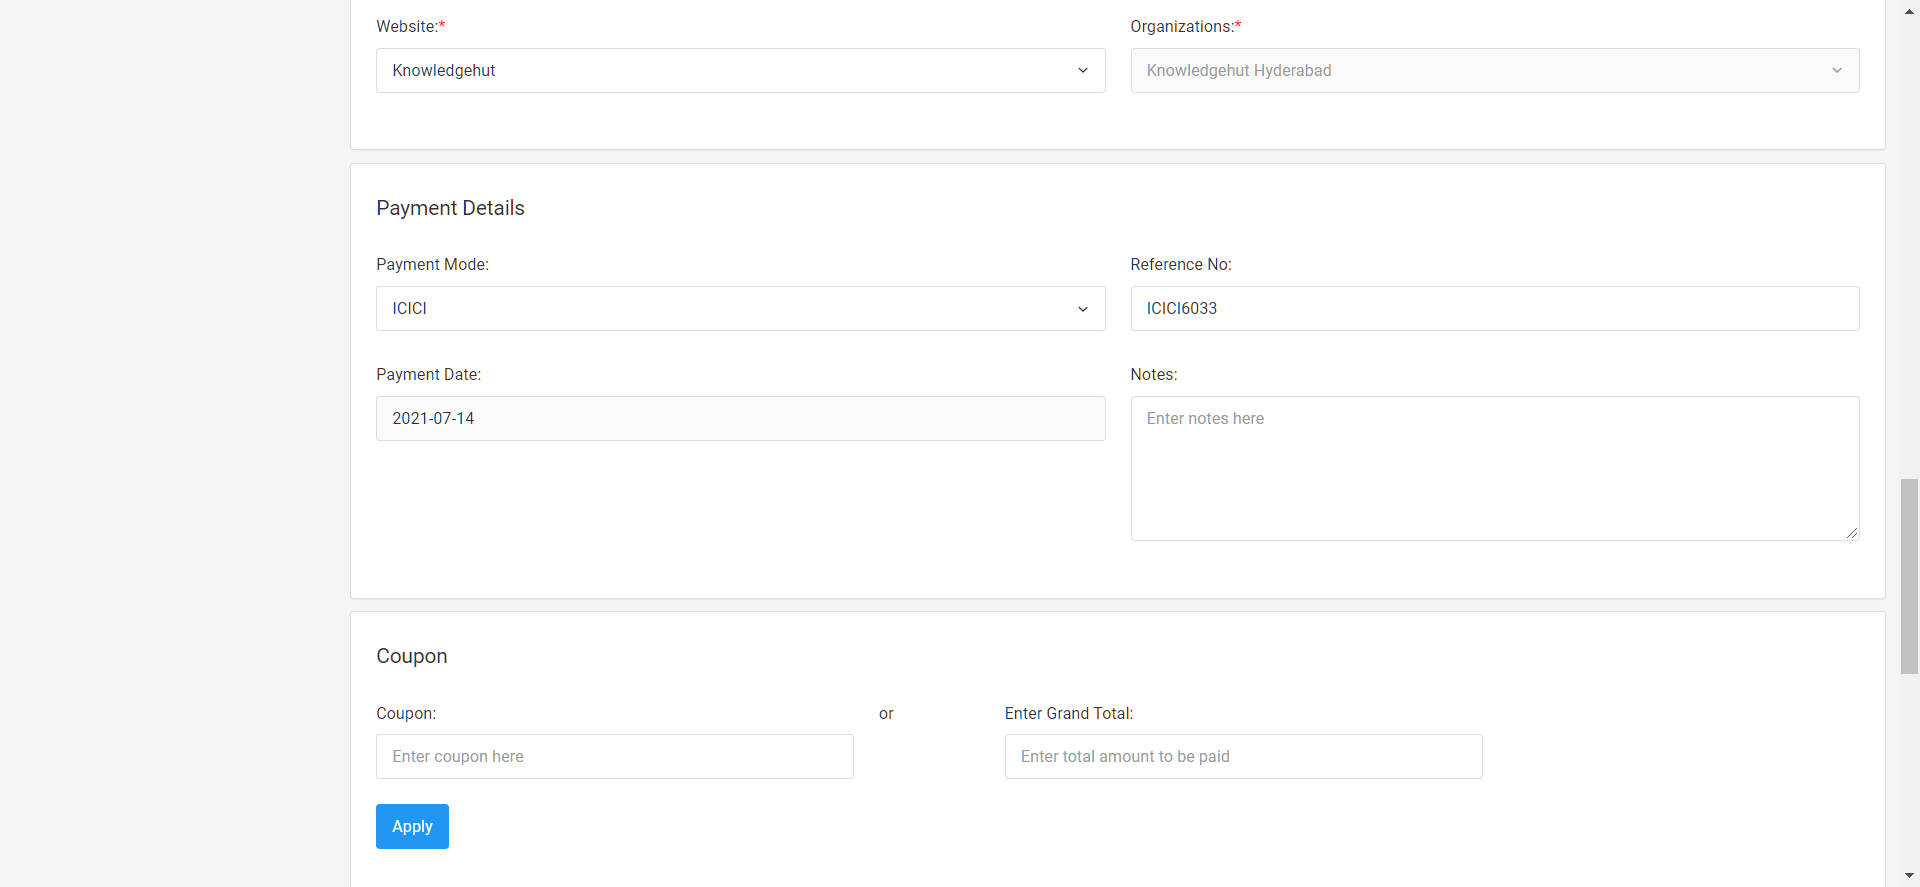 Website:* Organizations:*
Knowledgehut Knowledgehut Hyderabad
Payment Details
Payment Mode: Reference No:
ICICI ICICI6033
Payment Date: Notes:
2021-07-14 Enter notes here
Coupon
Coupon: or Enter Grand Total:
Enter coupon here Enter total amount to be paid
Apply